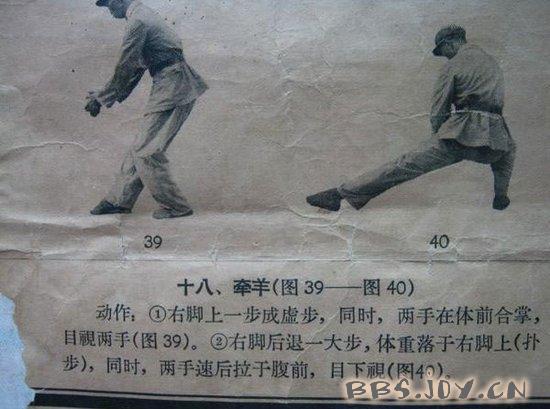 39
40
十八、牵羊(图39——图40)
动作:①右脚上一步成虚步,同时,两手在体前合掌,
目視两手(图39)。②右脚后退一大步,体重落于右脚上(扑
步),同时,两手速后拉于腹前,目下視(图40)。
BBS.JOY.CN